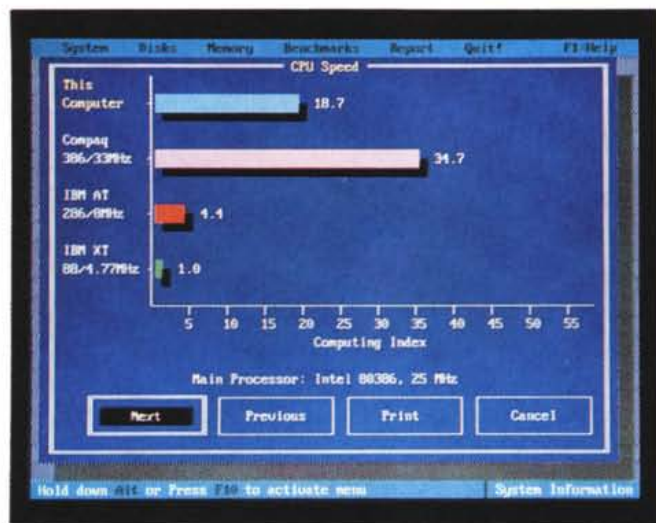 System Disks Memory Benchmarks Report Quit! F1-Help
CPU Speed
This
Computer 18.7
Compaq
386/33MHz 34.7
IBM AT
286/8MHz 4.4
IBM XT
88/4.77MHz 1.0
5 10 15 20 25 30 35 40 45 50 55
Computing Index
Main Processor: Intel 80386, 25 MHz
Next Previous Print Cancel
Hold down Alt or Press F10 to activate menu System Information